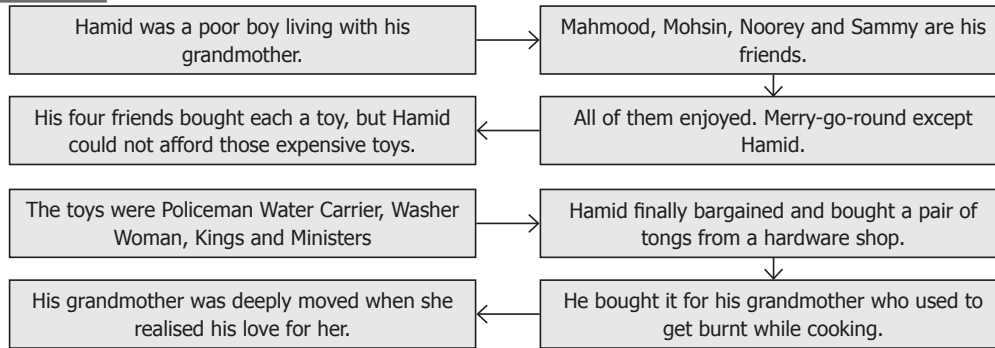 Hamid was a poor boy living with his
grandmother.
Mahmood, Mohsin, Noorey and Sammy are his
friends.
All of them enjoyed. Merry-go-round except
Hamid.
His four friends bought each a toy, but Hamid
could not afford those expensive toys.
The toys were Policeman Water Carrier, Washer
Woman, Kings and Ministers
Hamid finally bargained and bought a pair of
tongs from a hardware shop.
He bought it for his grandmother who used to
get burnt while cooking.
His grandmother was deeply moved when she
realised his love for her.